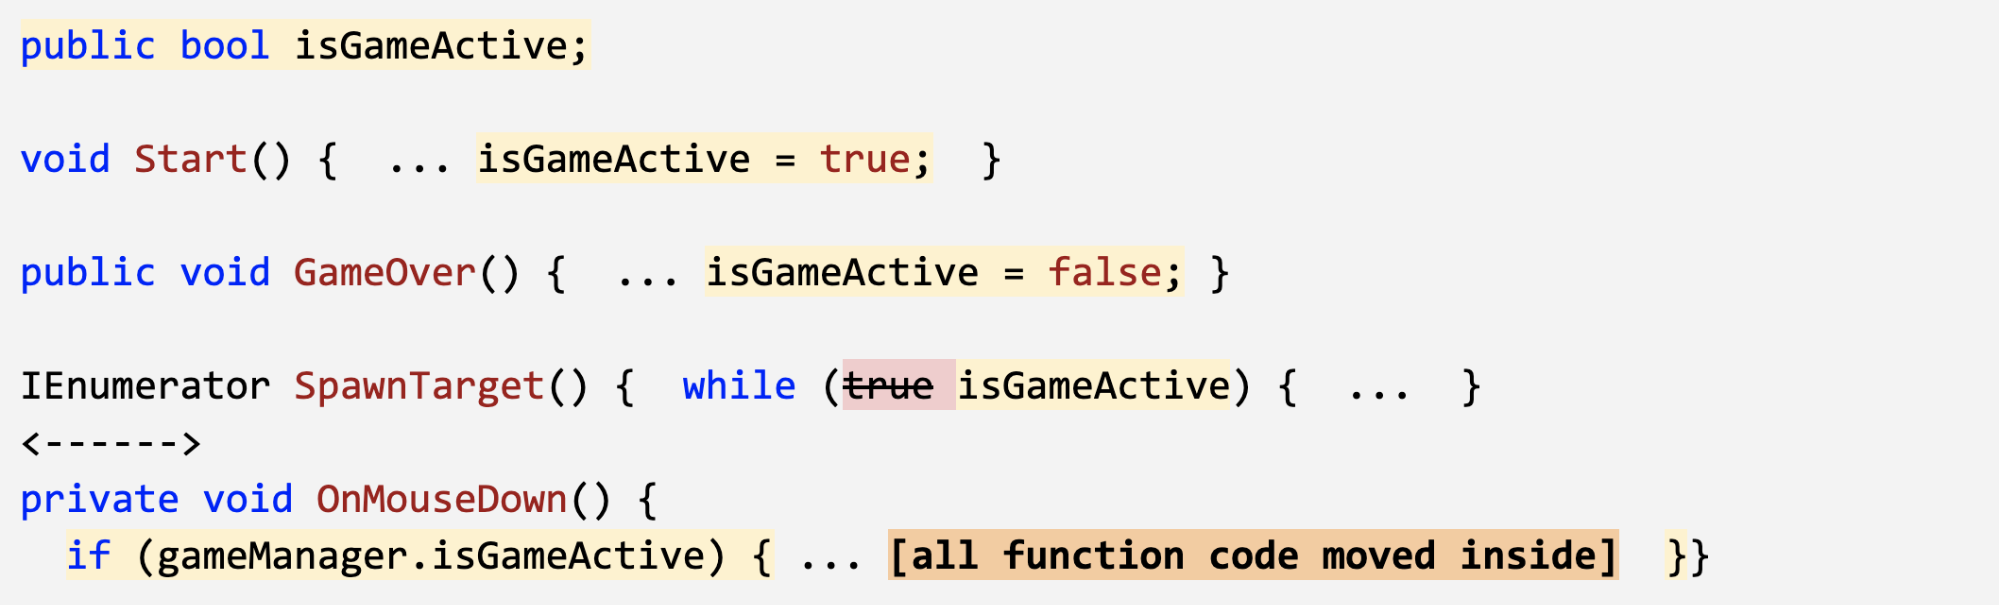 public bool isGameActive;
void Start() {  ... isGameActive = true;  }
public void GameOver() {  ... isGameActive = false; }
IEnumerator SpawnTarget() {  while (true isGameActive) {  ...  }
<------>
private void OnMouseDown() {
  if (gameManager.isGameActive) { ... [all function code moved inside]  }}